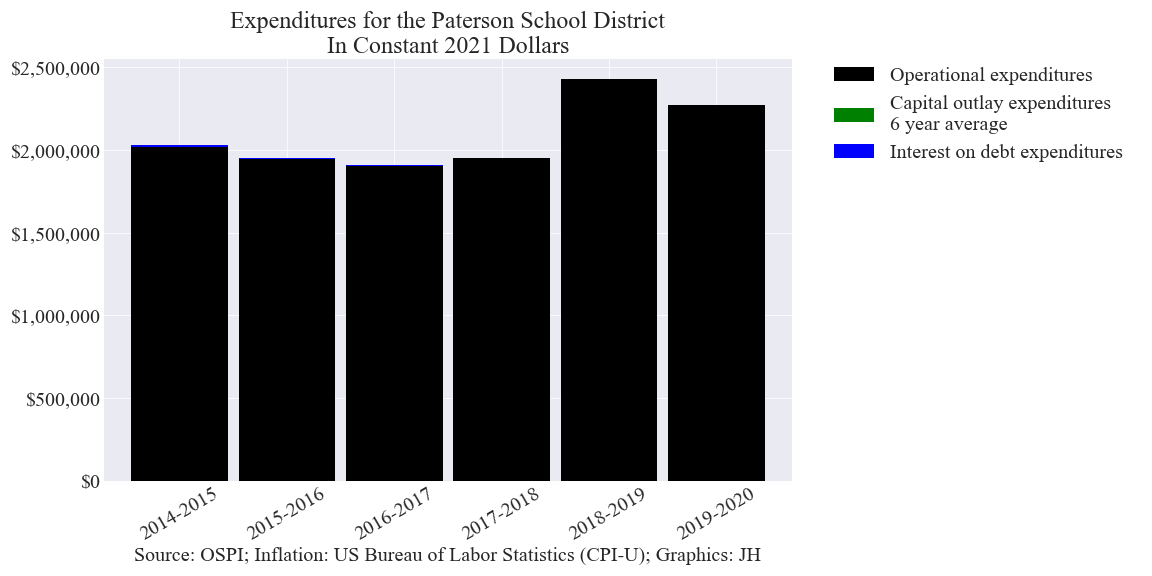 Expenditures for the Paterson School District
In Constant 2021 Dollars
$2,500,000
$2,000,000
$1,500,000
$1,000,000
$500,000
$0
2014-2015
2015-2016
2016-2017
2017-2018
2018-2019
2019-2020
Source: OSPI; Inflation: US Bureau of Labor Statistics (CPI-U); Graphics: JH
Operational expenditures
Capital outlay expenditures
6 year average
Interest on debt expenditures